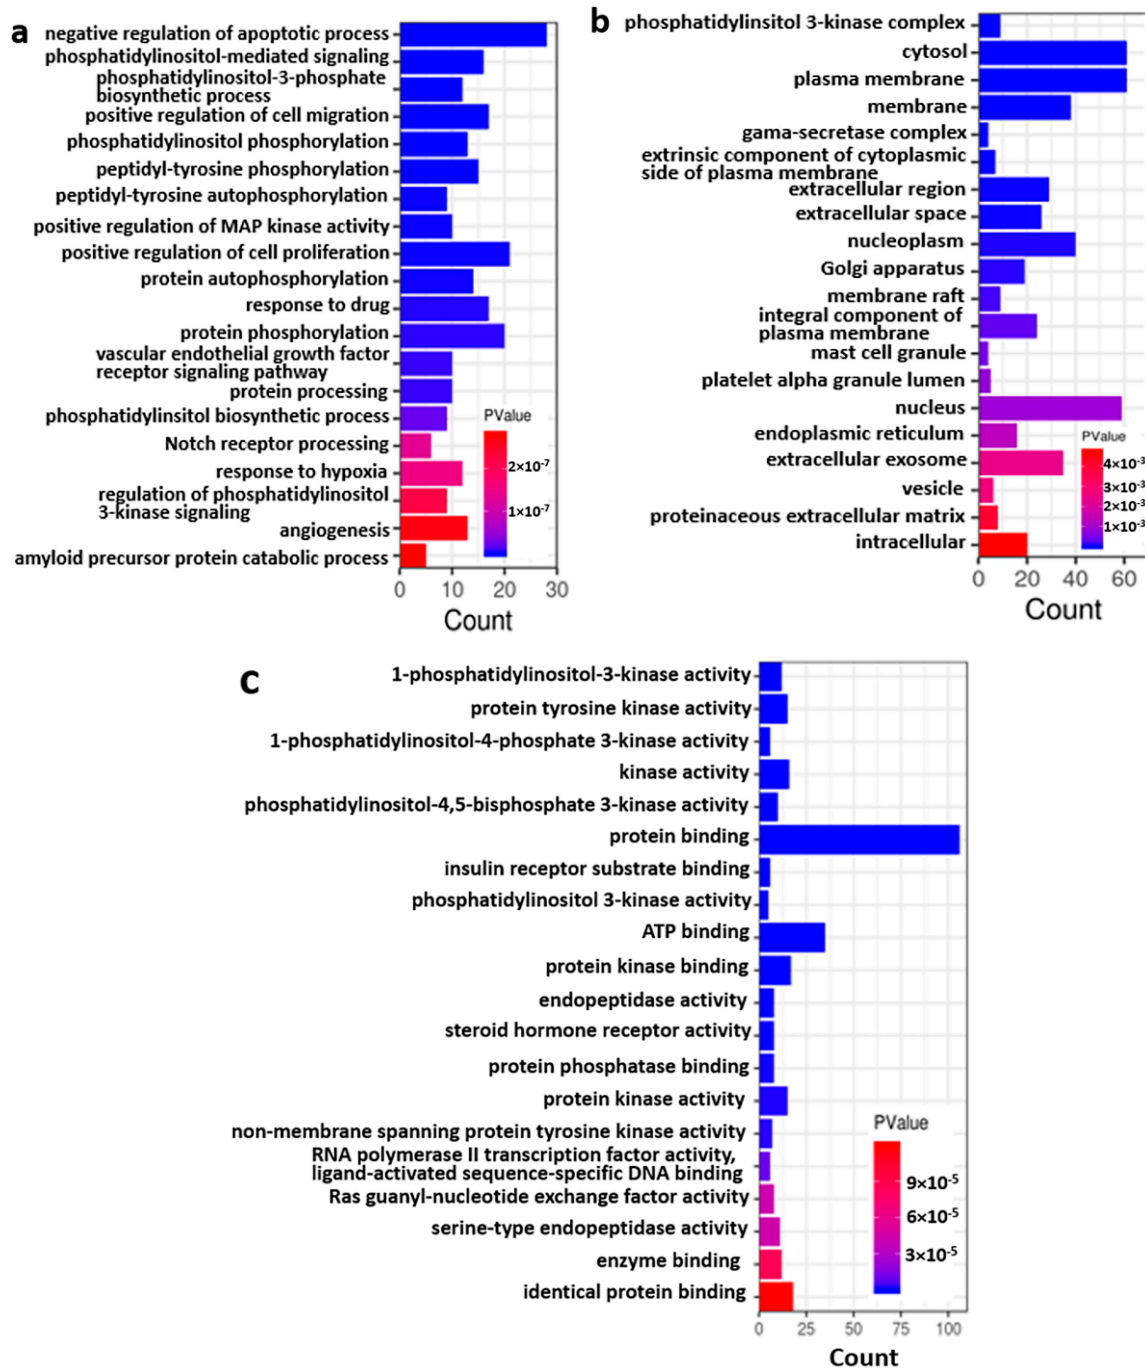 a
negative regulation of apoptotic process
phosphatidylinositol-mediated signaling
phosphatidylinositol-3-phosphate
biosynthetic process
positive regulation of cell migration
phosphatidylinositol phosphorylation
peptidyl-tyrosine phosphorylation
peptidyl-tyrosine autophosphorylation
positive regulation of MAP kinase activity
positive regulation of cell proliferation
protein autophosphorylation
response to drug
protein phosphorylation
vascular endothelial growth factor
receptor signaling pathway
protein processing
phosphatidylinsitol biosynthetic process
Notch receptor processing
response to hypoxia
regulation of phosphatidylinositol
3-kinase signaling
angiogenesis
amyloid precursor protein catabolic process
PValue
2×10⁻⁷
1×10⁻⁷
0 10 20 30
Count
b
phosphatidylinsitol 3-kinase complex
cytosol
plasma membrane
membrane
gama-secretase complex
extrinsic component of cytoplasmic
side of plasma membrane
extracellular region
extracellular space
nucleoplasm
Golgi apparatus
membrane raft
integral component of
plasma membrane
mast cell granule
platelet alpha granule lumen
nucleus
endoplasmic reticulum
extracellular exosome
vesicle
proteinaceous extracellular matrix
intracellular
PValue
4×10⁻³
3×10⁻³
2×10⁻³
1×10⁻³
0 20 40 60
Count
c
1-phosphatidylinositol-3-kinase activity
protein tyrosine kinase activity
1-phosphatidylinositol-4-phosphate 3-kinase activity
kinase activity
phosphatidylinositol-4,5-bisphosphate 3-kinase activity
protein binding
insulin receptor substrate binding
phosphatidylinositol 3-kinase activity
ATP binding
protein kinase binding
endopeptidase activity
steroid hormone receptor activity
protein phosphatase binding
protein kinase activity
non-membrane spanning protein tyrosine kinase activity
RNA polymerase II transcription factor activity,
ligand-activated sequence-specific DNA binding
Ras guanyl-nucleotide exchange factor activity
serine-type endopeptidase activity
enzyme binding
identical protein binding
PValue
9×10⁻⁵
6×10⁻⁵
3×10⁻⁵
0 25 50 75 100
Count